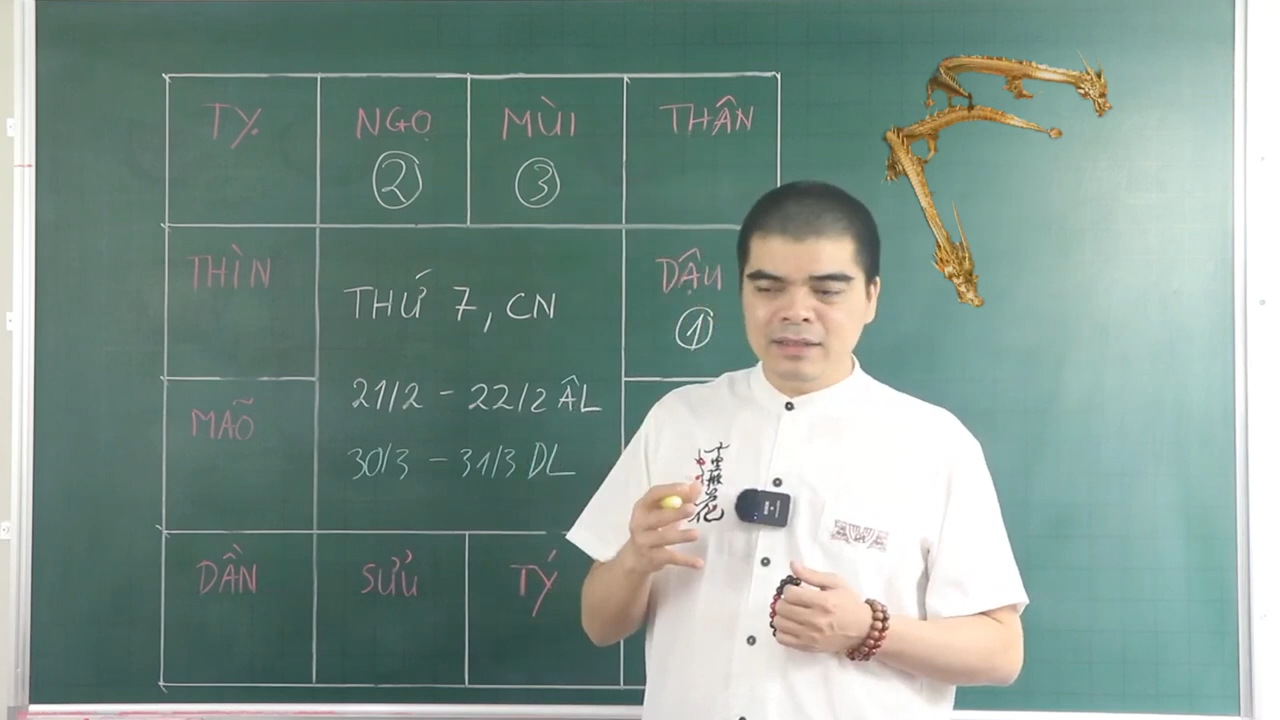 TỴ
NGỌ
MÙI
THÂN
2
3
THÌN
DẬU
1
THỨ 7, CN
21/2 - 22/2 ÂL
MÃO
30/3 - 31/3 DL
DẦN
SỬU
TÝ
花